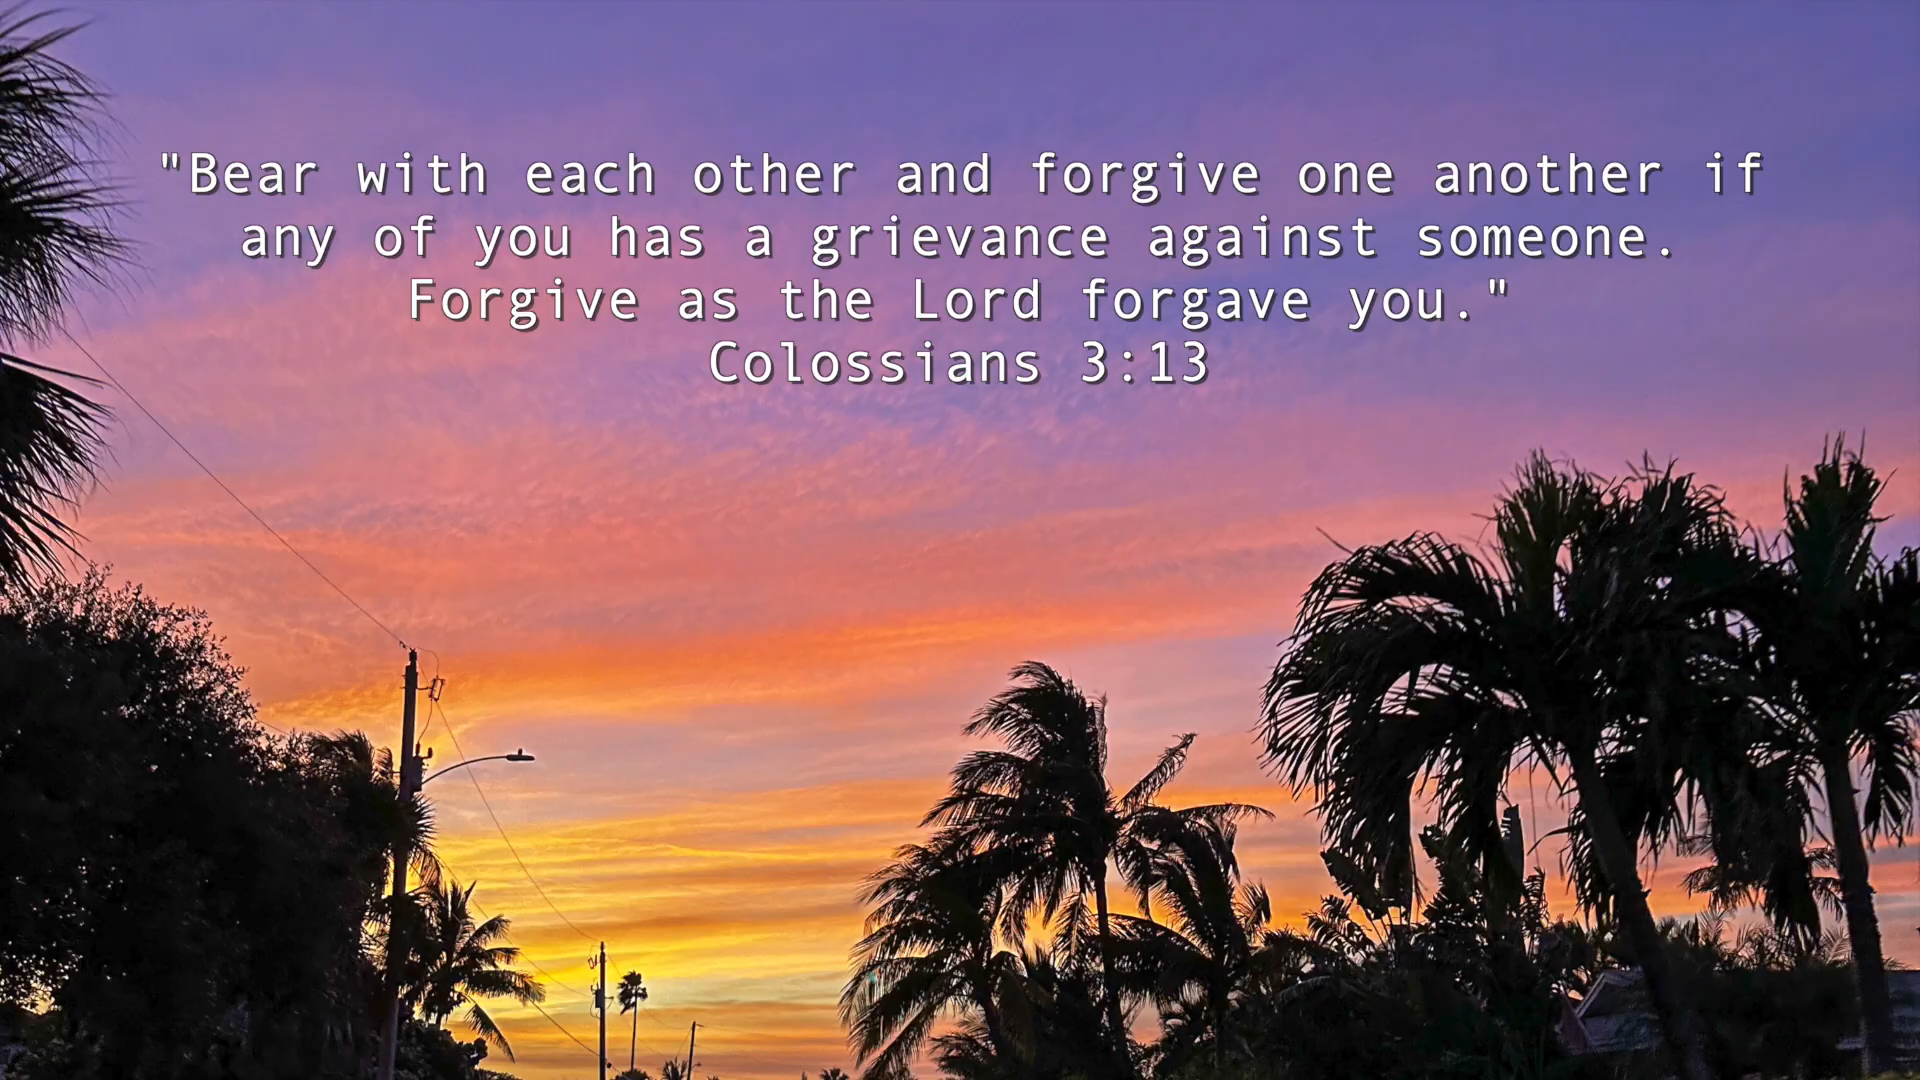 "Bear with each other and forgive one another if
any of you has a grievance against someone.
Forgive as the Lord forgave you."
Colossians 3:13